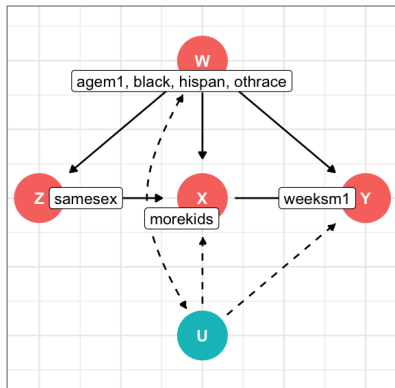 W
agem1, black, hispan, othrace
Z
samesex
X
weeksm1
Y
morekids
U